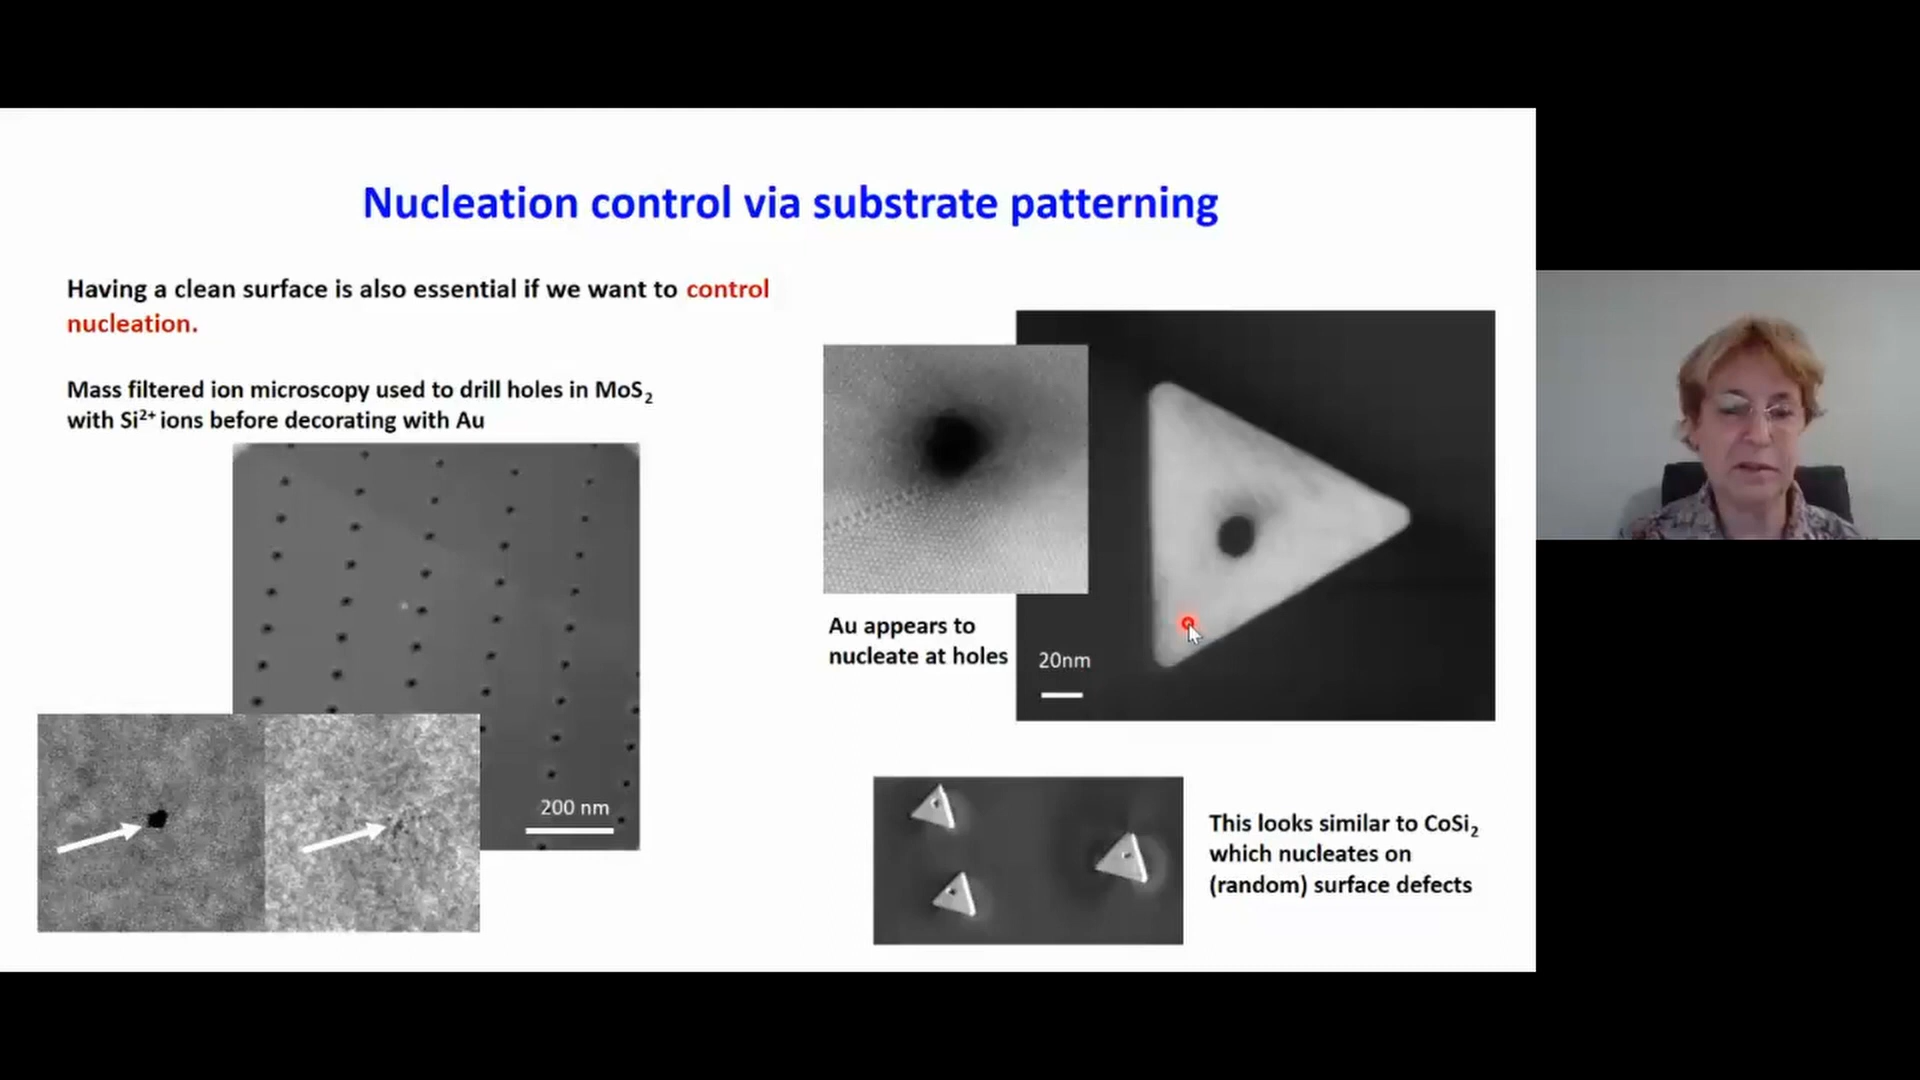 Nucleation control via substrate patterning
Having a clean surface is also essential if we want to control
nucleation.
Mass filtered ion microscopy used to drill holes in MoS₂
with Si²⁺ ions before decorating with Au
200 nm
Au appears to
nucleate at holes
20nm
This looks similar to CoSi₂
which nucleates on
(random) surface defects